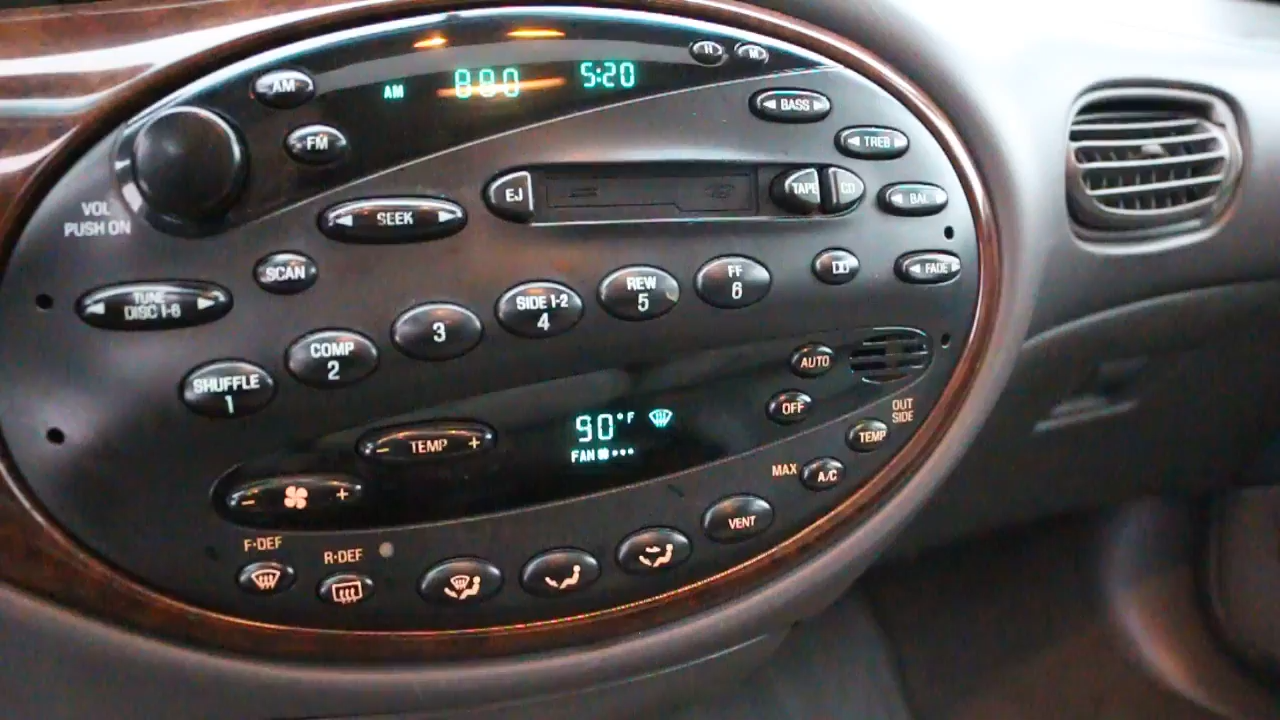 H M
AM AM 880 5:20
BASS
FM
TREB
EJ TAPE CD
BAL
VOL
PUSH ON
SEEK
SCAN
FADE
TUNE
DISC 1-6
SHUFFLE
1
COMP
2
3
SIDE 1-2
4
REW
5
FF
6
AUTO
90°F
FAN
OFF
OUT
SIDE
TEMP
- TEMP +
- +
MAX A/C
VENT
F-DEF
R-DEF